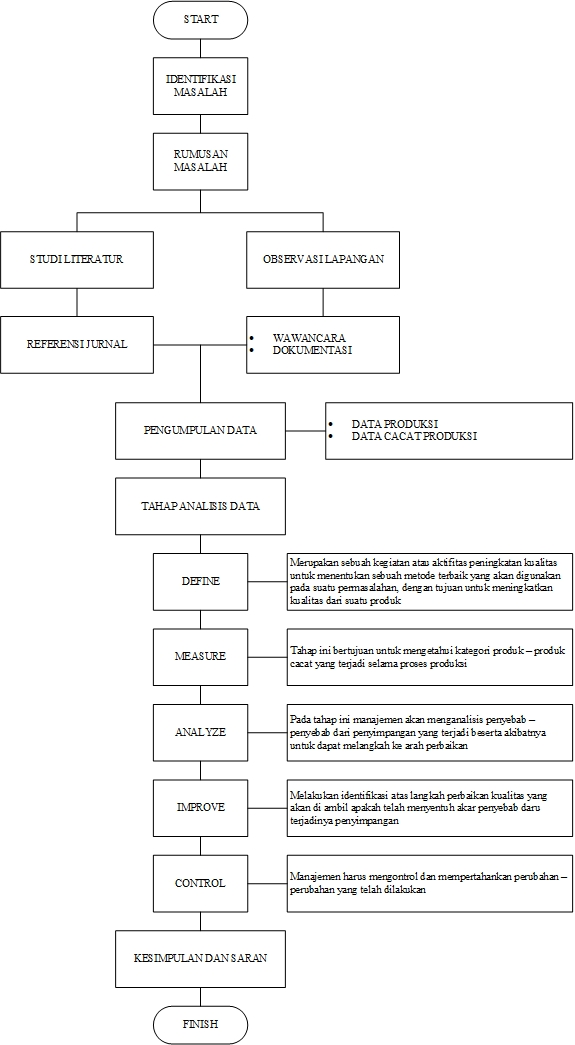 START
IDENTIFIKASI
MASALAH
RUMUSAN
MASALAH
STUDI LITERATUR
OBSERVASI LAPANGAN
REFERENSI JURNAL
• WAWANCARA
• DOKUMENTASI
PENGUMPULAN DATA
• DATA PRODUKSI
• DATA CACAT PRODUKSI
TAHAP ANALISIS DATA
DEFINE
Merupakan sebuah kegiatan atau aktifitas peningkatan kualitas
untuk menentukan sebuah metode terbaik yang akan digunakan
pada suatu permasalahan, dengan tujuan untuk meningkatkan
kualitas dari suatu produk
MEASURE
Tahap ini bertujuan untuk mengetahui kategori produk – produk
cacat yang terjadi selama proses produksi
ANALYZE
Pada tahap ini manajemen akan menganalisis penyebab –
penyebab dari penyimpangan yang terjadi beserta akibatnya
untuk dapat melangkah ke arah perbaikan
IMPROVE
Melakukan identifikasi atas langkah perbaikan kualitas yang
akan di ambil apakah telah menyentuh akar penyebab daru
terjadinya penyimpangan
CONTROL
Manajemen harus mengontrol dan mempertahankan perubahan –
perubahan yang telah dilakukan
KESIMPULAN DAN SARAN
FINISH